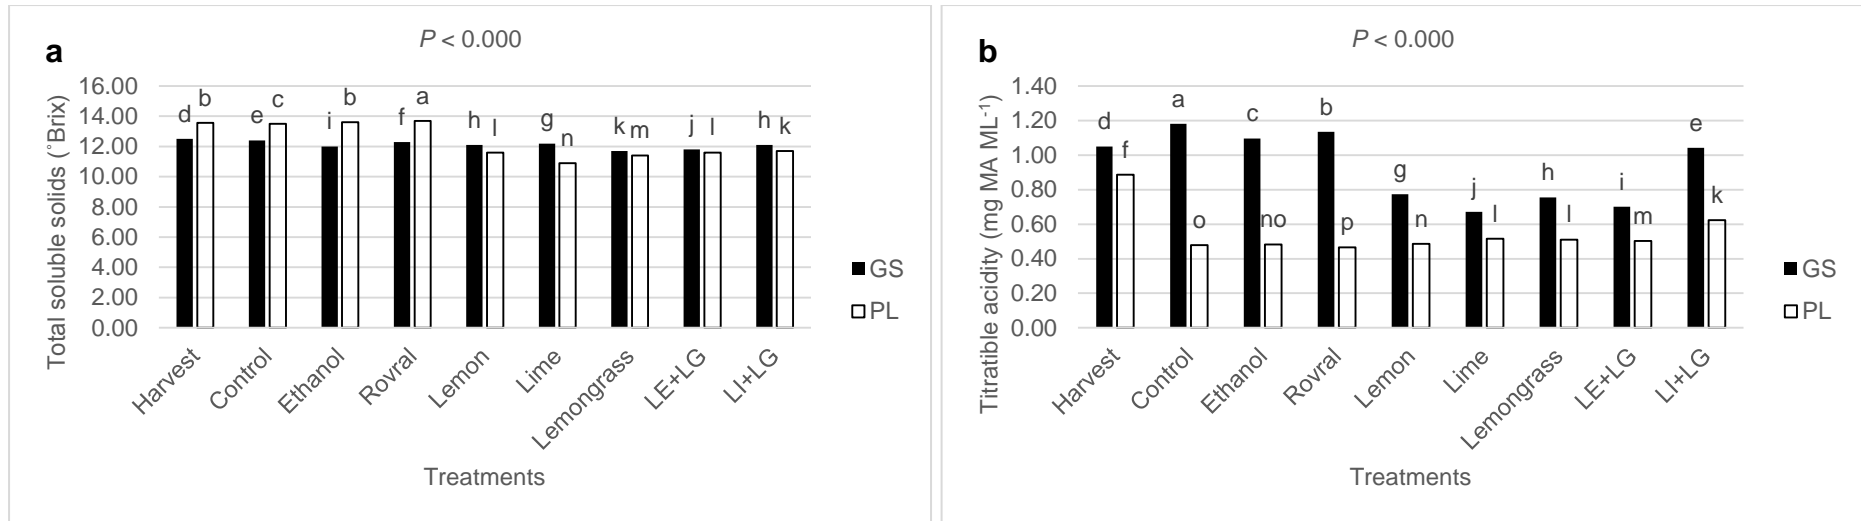 a
P < 0.000
Total soluble solids (°Brix)
16.00
14.00
12.00
10.00
8.00
6.00
4.00
2.00
0.00
d b e c i b f a h l g n k m j l h k
Harvest
Control
Ethanol
Rovral
Lemon
Lime
Lemongrass
LE+LG
LI+LG
Treatments
GS
PL
b
P < 0.000
Titratible acidity (mg MA ML-1)
1.40
1.20
1.00
0.80
0.60
0.40
0.20
0.00
d f a o c no b p g n j l h l i m e k
Harvest
Control
Ethanol
Rovral
Lemon
Lime
Lemongrass
LE+LG
LI+LG
Treatments
GS
PL